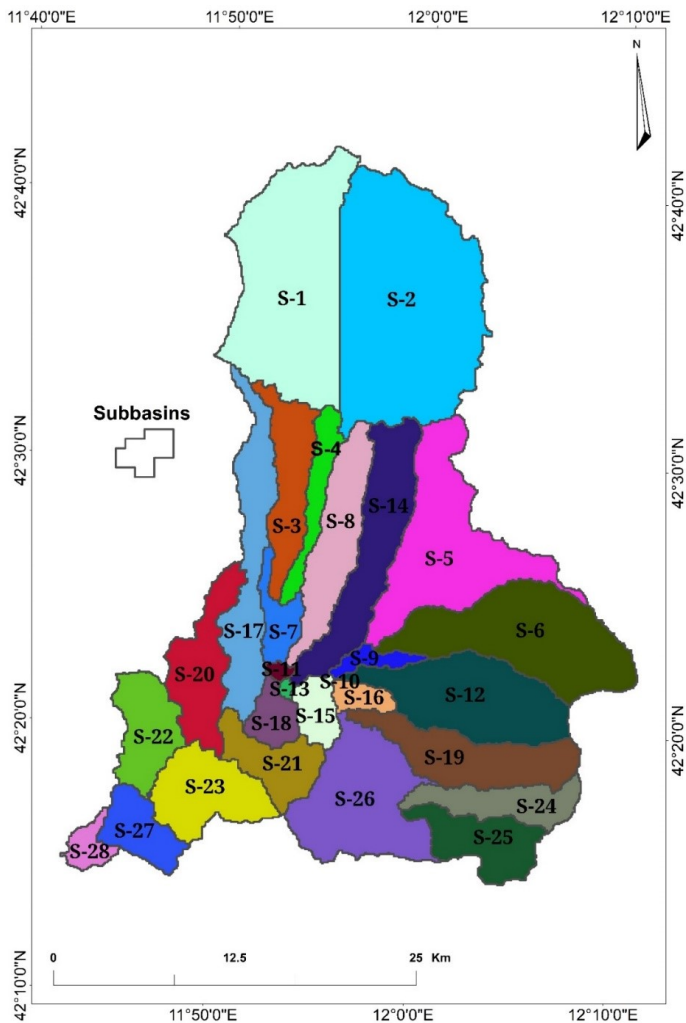 11°40'0"E
11°50'0"E
12°0'0"E
12°10'0"E
N
42°40'0"N
42°40'0"N
S-1
S-2
Subbasins
42°30'0"N
42°30'0"N
S-4
S-14
S-3
S-8
S-5
S-17
S-7
S-6
S-9
S-11
S-20
S-10
S-13
S-12
S-16
S-15
S-18
42°20'0"N
42°20'0"N
S-22
S-19
S-21
S-23
S-26
S-24
S-27
S-25
S-28
0
12.5
25
Km
42°10'0"N
11°50'0"E
12°0'0"E
12°10'0"E